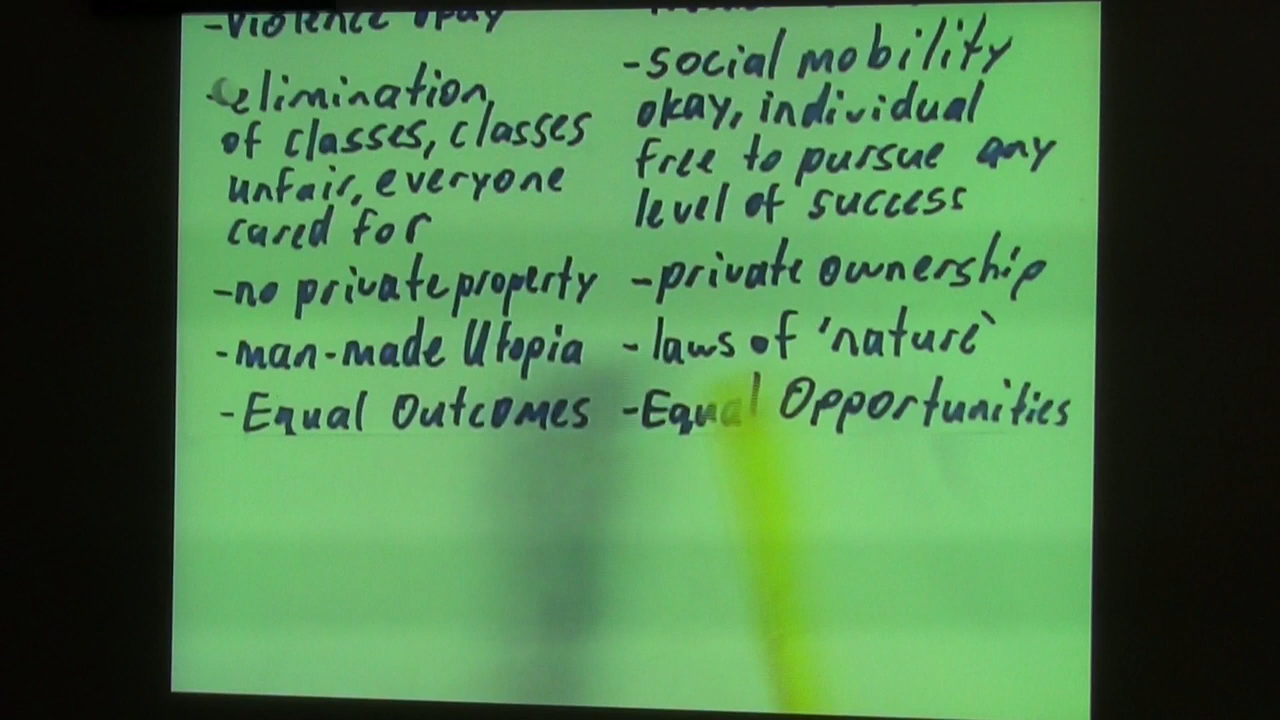 -violence okay
-elimination
of classes, classes
unfair, everyone
cared for
-no private property
-man-made Utopia
-Equal Outcomes
-social mobility
okay, individual
free to pursue any
level of success
-private ownership
-laws of 'nature'
-Equal Opportunities